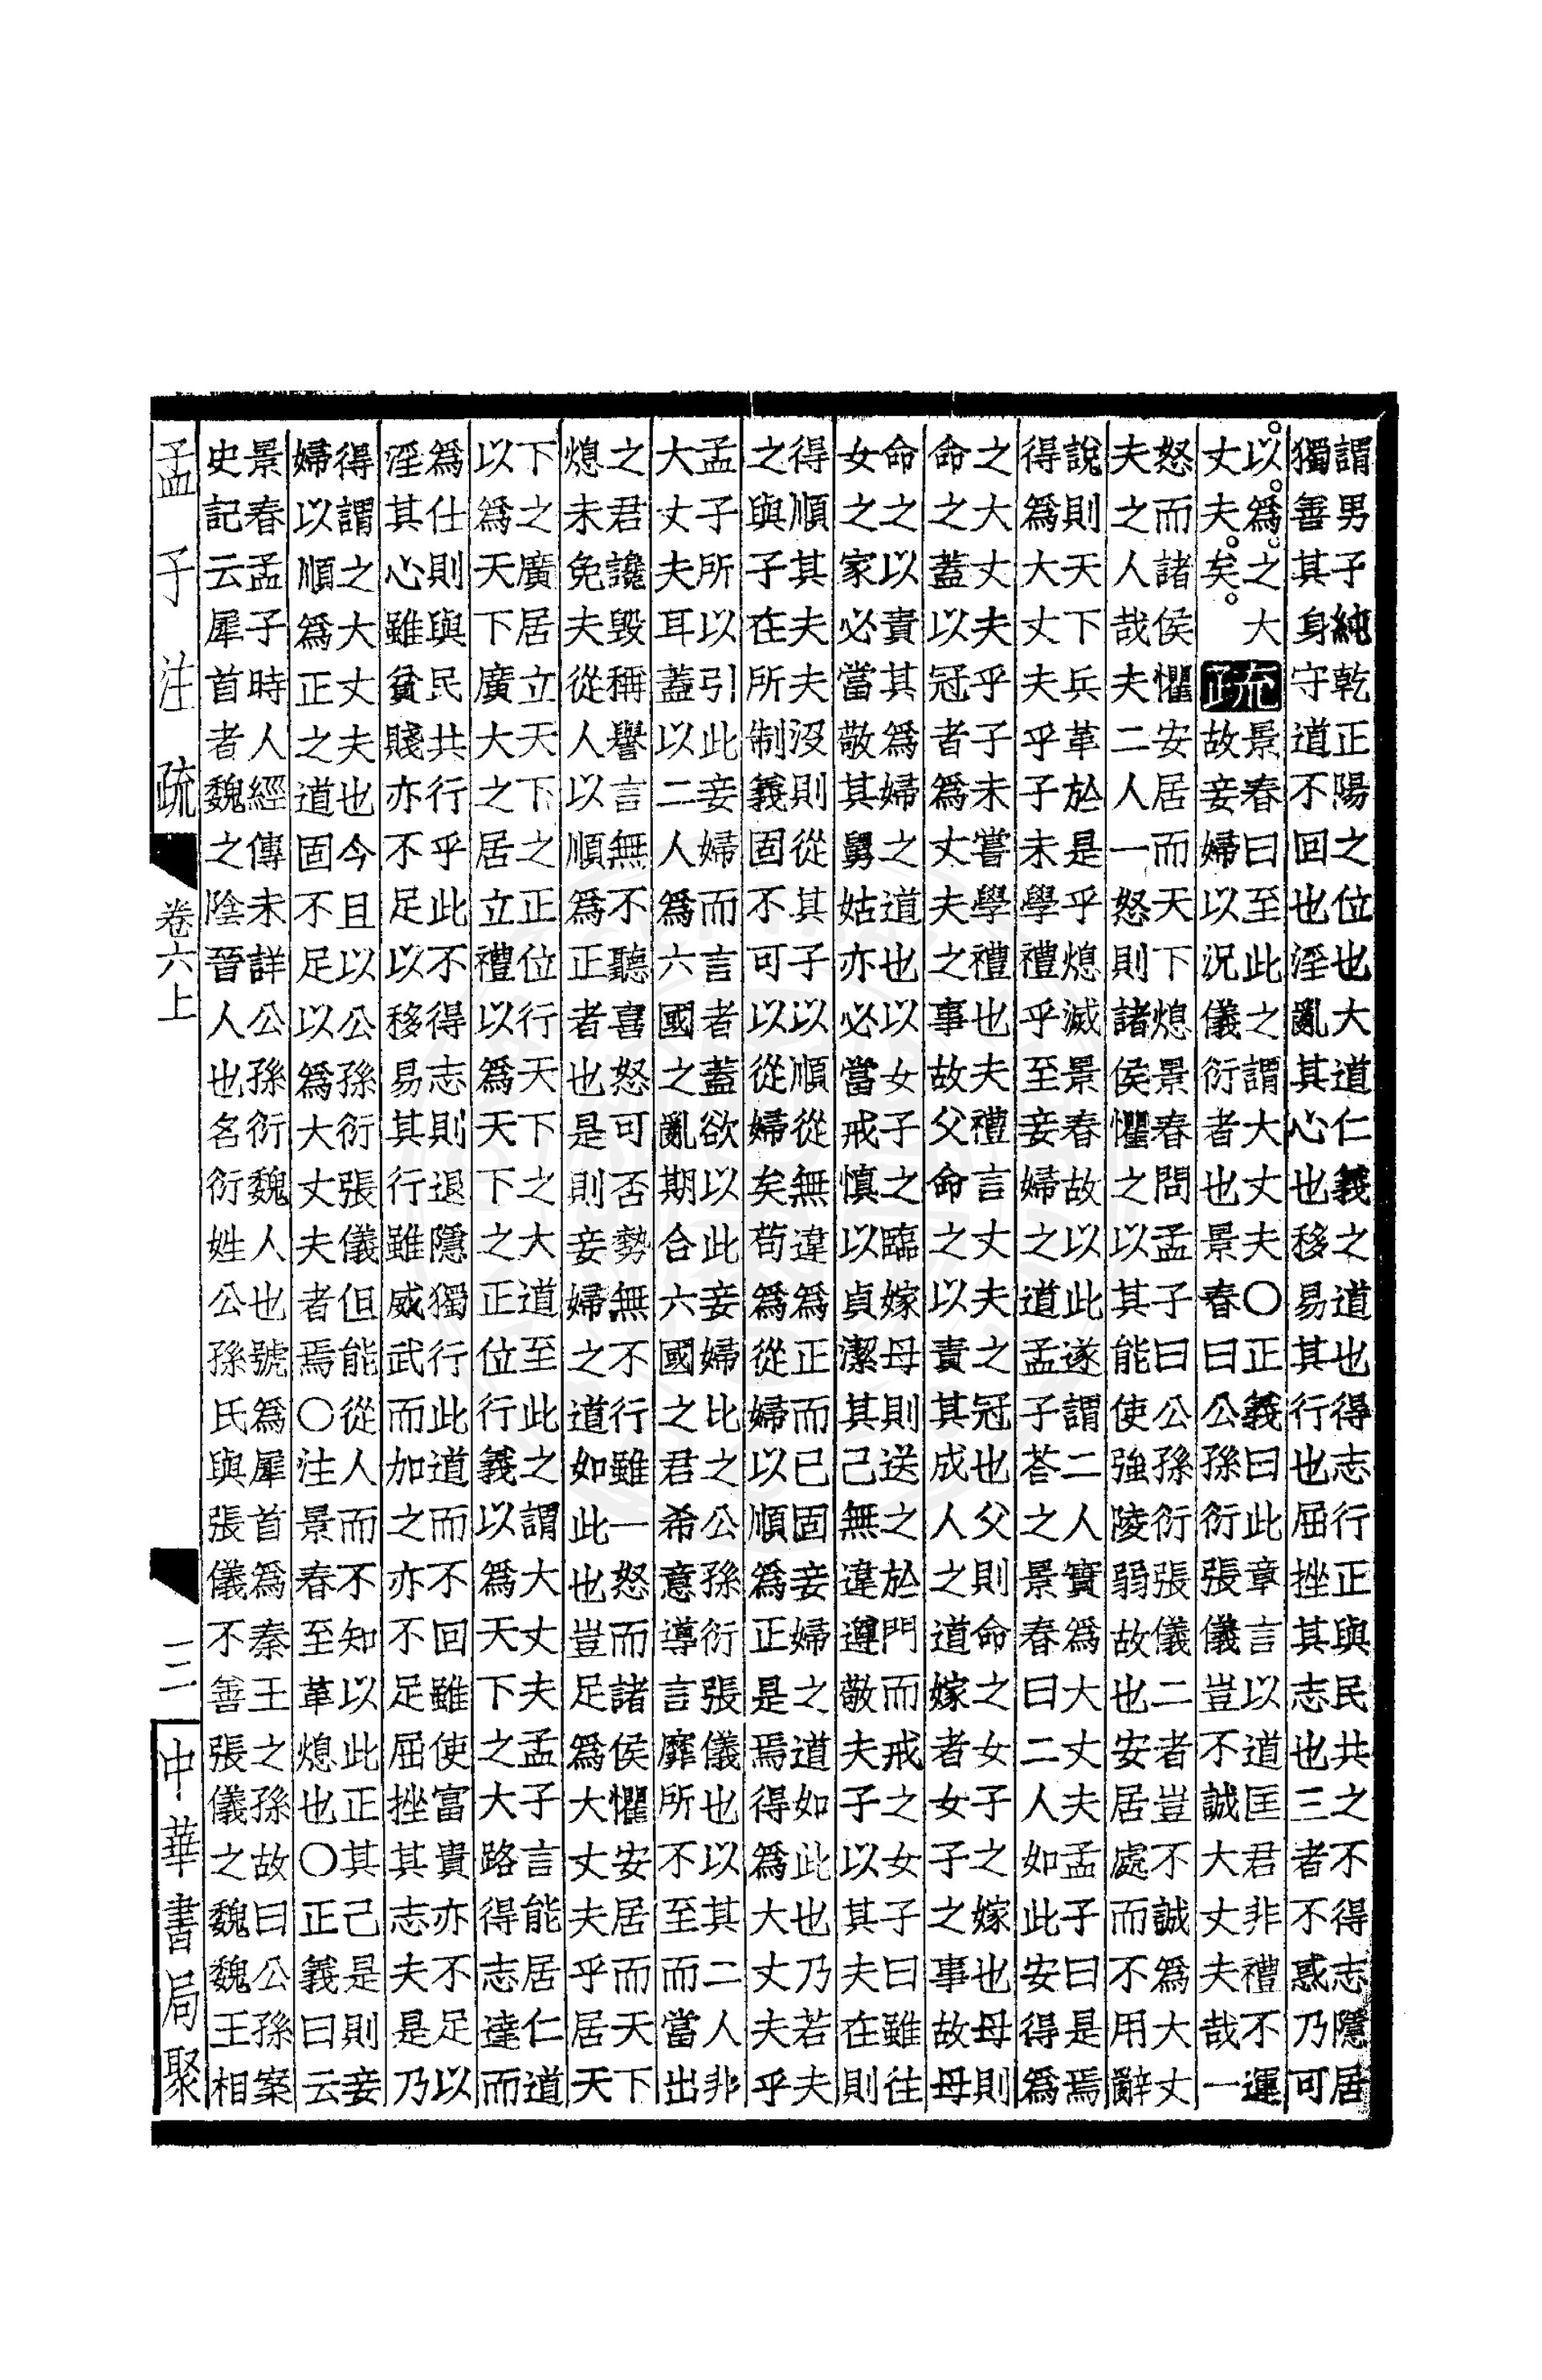 謂男子純乾正陽之位也大道仁義之道也得志行正與民共之不得志隱居
獨善其身守道不回也淫亂其心也移易其行也屈挫其志也三者不惑乃可
以爲之大
丈夫矣
疏
景春曰至此之謂大丈夫○正義曰此章言以道匡君非禮不運
故妾婦以況儀衍者也景春曰公孫衍張儀豈不誠大丈夫哉一
怒而諸侯懼安居而天下熄景春問孟子曰公孫衍張儀二者豈不誠爲大丈
夫之人哉夫二人一怒則諸侯懼之以其能使強陵弱故也安居處而不用辭
說則天下兵革於是乎熄滅景春故以此遂謂二人實爲大丈夫孟子曰是焉
得爲大丈夫乎子未學禮乎至妾婦之道孟子荅之景春曰二人如此安得爲
之大丈夫乎子未嘗學禮也夫禮言丈夫之冠也父則命之女子之嫁也母則
命之蓋以冠者爲丈夫之事故父命之以責其成人之道嫁者女子之事故母
命之以責其爲婦之道也以女子之臨嫁母則送之於門而戒之女子曰雖往
女之家必當敬其舅姑亦必當戒慎以貞潔其己無違遵敬夫子以其夫在則
得順其夫夫沒則從其子以順從無違爲正而已固妾婦之道如此也乃若夫
之與子在所制義固不可以從婦矣苟爲從婦以順爲正是焉得爲大丈夫乎
孟子所以引此妾婦而言者蓋欲以此妾婦比之公孫衍張儀也以其二人非
大丈夫耳蓋以二人爲六國之亂期合六國之君希意導言靡所不至而當出
之君讒毀稱譽言無不聽喜怒可否勢無不行雖一怒而諸侯懼安居而天下
熄未免夫從人以順爲正者也是則妾婦之道如此也豈足爲大丈夫乎居天
下之廣居立天下之正位行天下之大道至此之謂大丈夫孟子言能居仁道
以爲天下廣大之居立禮以爲天下之正位行義以爲天下之大路得志達而
爲仕則與民共行乎此不得志則退隱獨行此道而不回雖使富貴亦不足以
淫其心雖貧賤亦不足以移易其行雖威武而加之亦不足屈挫其志夫是乃
得謂之大丈夫也今且以公孫衍張儀但能從人而不知以此正其己是則妾
婦以順爲正之道固不足以爲大丈夫者焉○注景春至革熄也○正義曰云
景春孟子時人經傳未詳公孫衍魏人也號爲犀首爲秦王之孫故曰公孫案
史記云犀首者魏之陰晉人也名衍姓公孫氏與張儀不善張儀之魏魏王相
孟子注疏
卷六上
二
中華書局聚